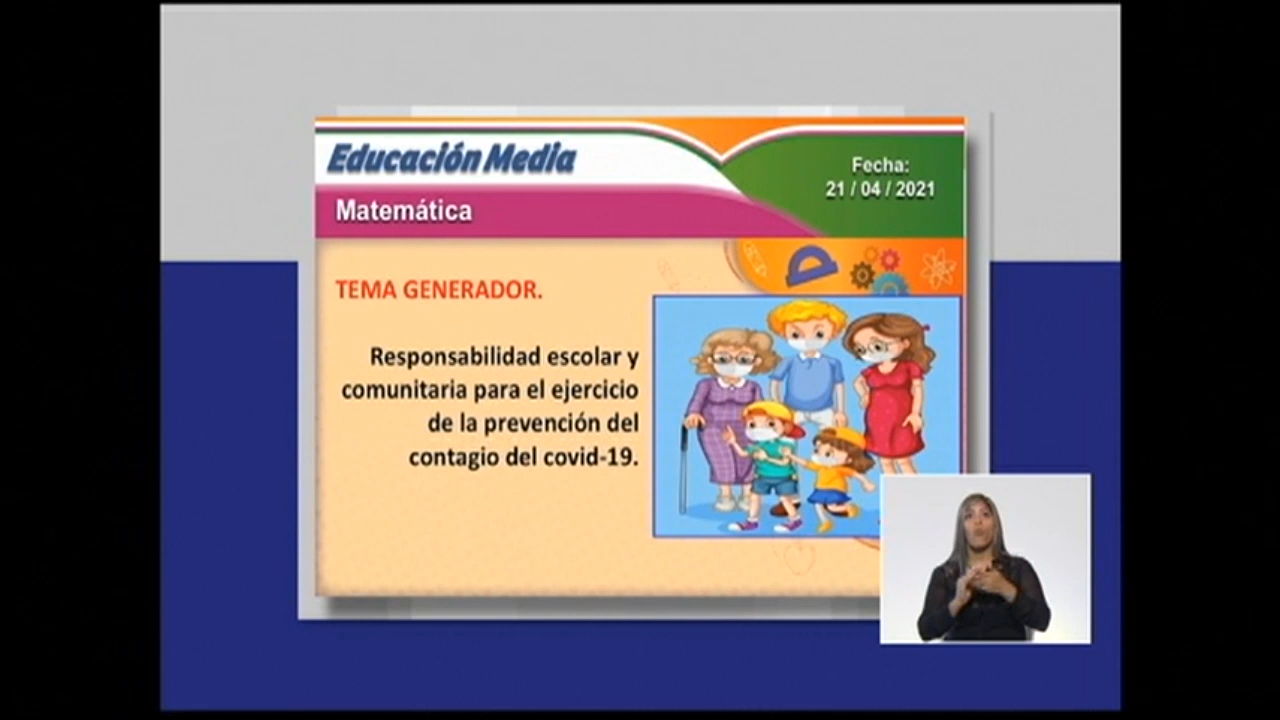 Educación Media
Fecha:
21 / 04 / 2021
Matemática
TEMA GENERADOR.
Responsabilidad escolar y
comunitaria para el ejercicio
de la prevención del
contagio del covid-19.